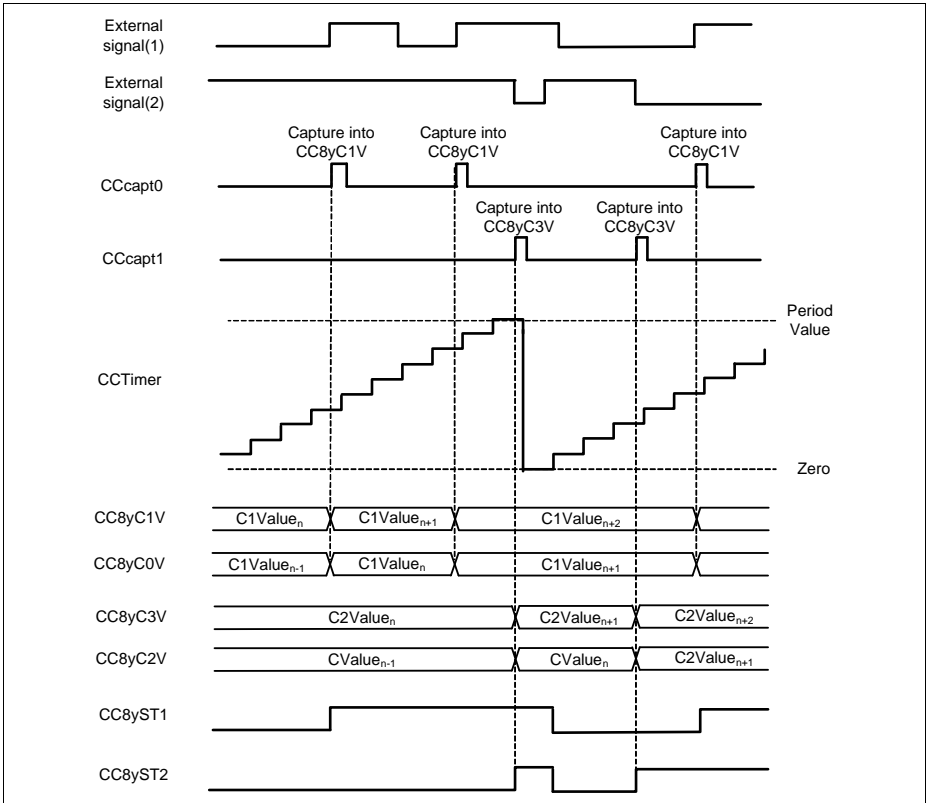 External
signal(1)
External
signal(2)
Capture into
CC8yC1V
Capture into
CC8yC1V
Capture into
CC8yC1V
CCcapt0
Capture into
CC8yC3V
Capture into
CC8yC3V
CCcapt1
Period
Value
CCTimer
Zero
CC8yC1V
C1Valueₙ
C1Valueₙ₊₁
C1Valueₙ₊₂
CC8yC0V
C1Valueₙ₋₁
C1Valueₙ
C1Valueₙ₊₁
CC8yC3V
C2Valueₙ
C2Valueₙ₊₁
C2Valueₙ₊₂
CC8yC2V
CValueₙ₋₁
CValueₙ
C2Valueₙ₊₁
CC8yST1
CC8yST2